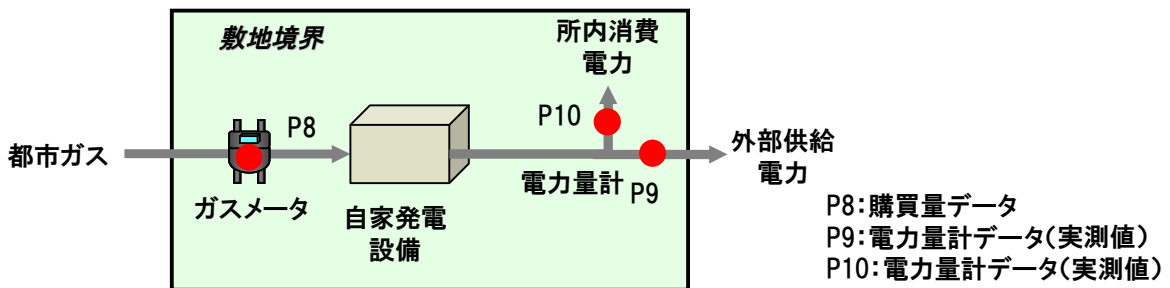 敷地境界
所内消費
電力
P10
P8
都市ガス
外部供給
電力
電力量計
P9
ガスメータ
自家発電
設備
P8:購買量データ
P9:電力量計データ(実測値)
P10:電力量計データ(実測値)